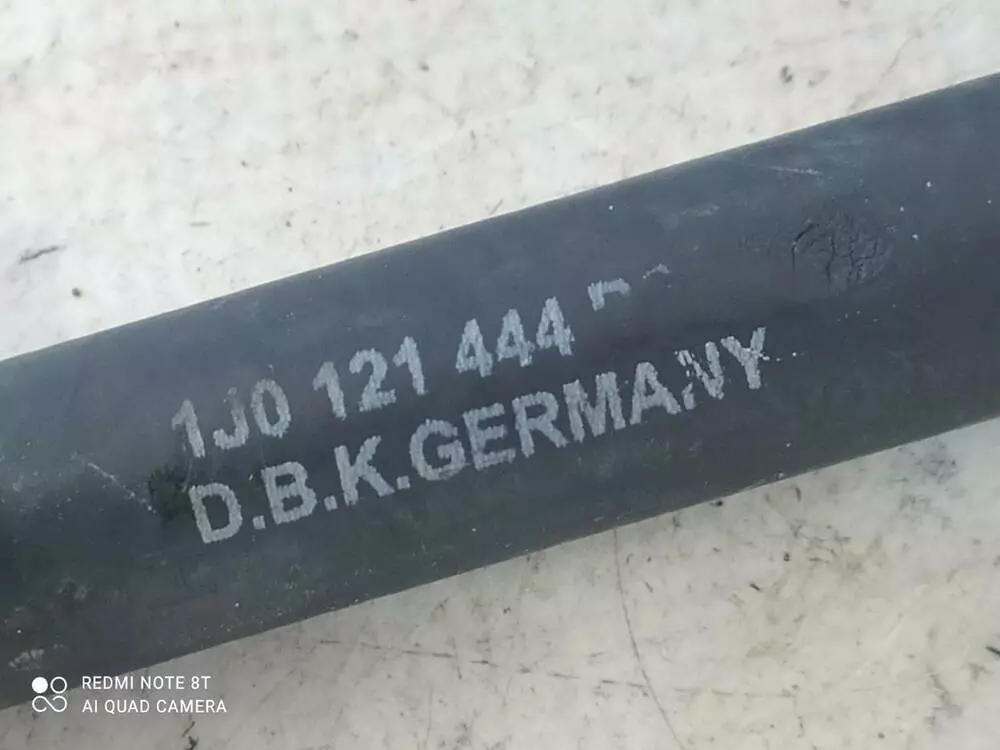 1J0 121 444
D.B.K.GERMANY
REDMI NOTE 8T
AI QUAD CAMERA